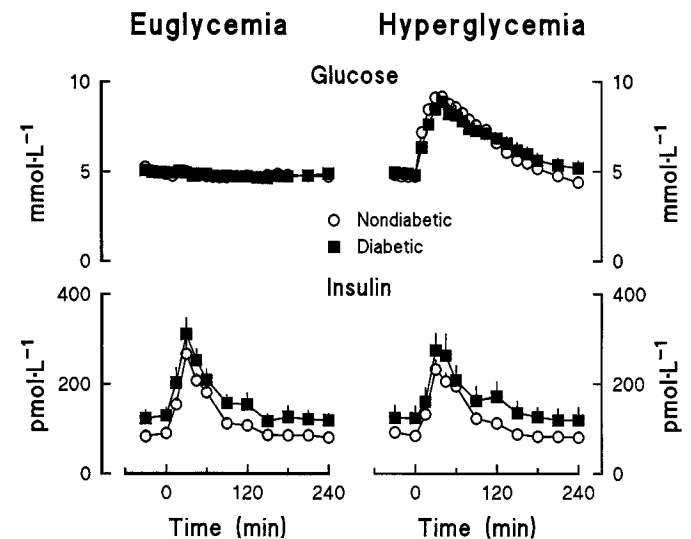 Euglycemia Hyperglycemia
Glucose
10 10
mmol·L⁻¹ 5 5 mmol·L⁻¹
○ Nondiabetic
■ Diabetic
0 0
Insulin
400 400
pmol·L⁻¹ 200 200 pmol·L⁻¹
0 0
0 120 240 0 120 240
Time (min) Time (min)